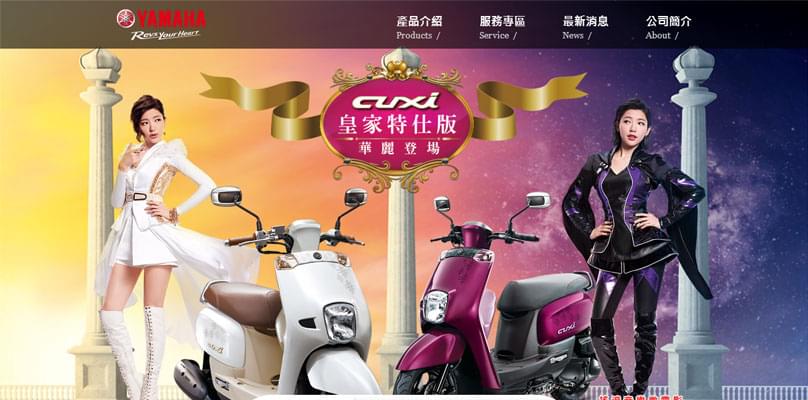 YAMAHA
Revs Your Heart
產品介紹
Products /
服務專區
Service /
最新消息
News /
公司簡介
About /
CUXI
皇家特仕版
華麗登場
cuxi
cuxi